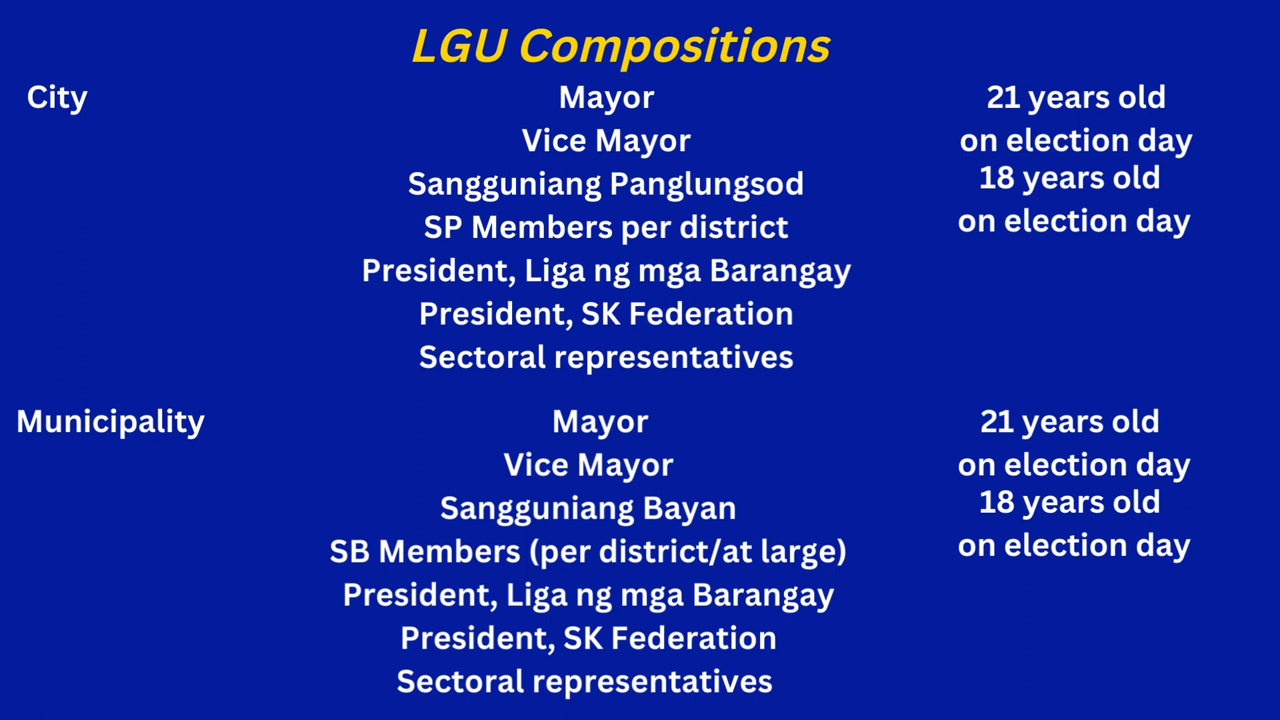 LGU Compositions
City
Mayor
21 years old
Vice Mayor
on election day
Sangguniang Panglungsod
18 years old
SP Members per district
on election day
President, Liga ng mga Barangay
President, SK Federation
Sectoral representatives
Municipality
Mayor
21 years old
Vice Mayor
on election day
Sangguniang Bayan
18 years old
SB Members (per district/at large)
on election day
President, Liga ng mga Barangay
President, SK Federation
Sectoral representatives